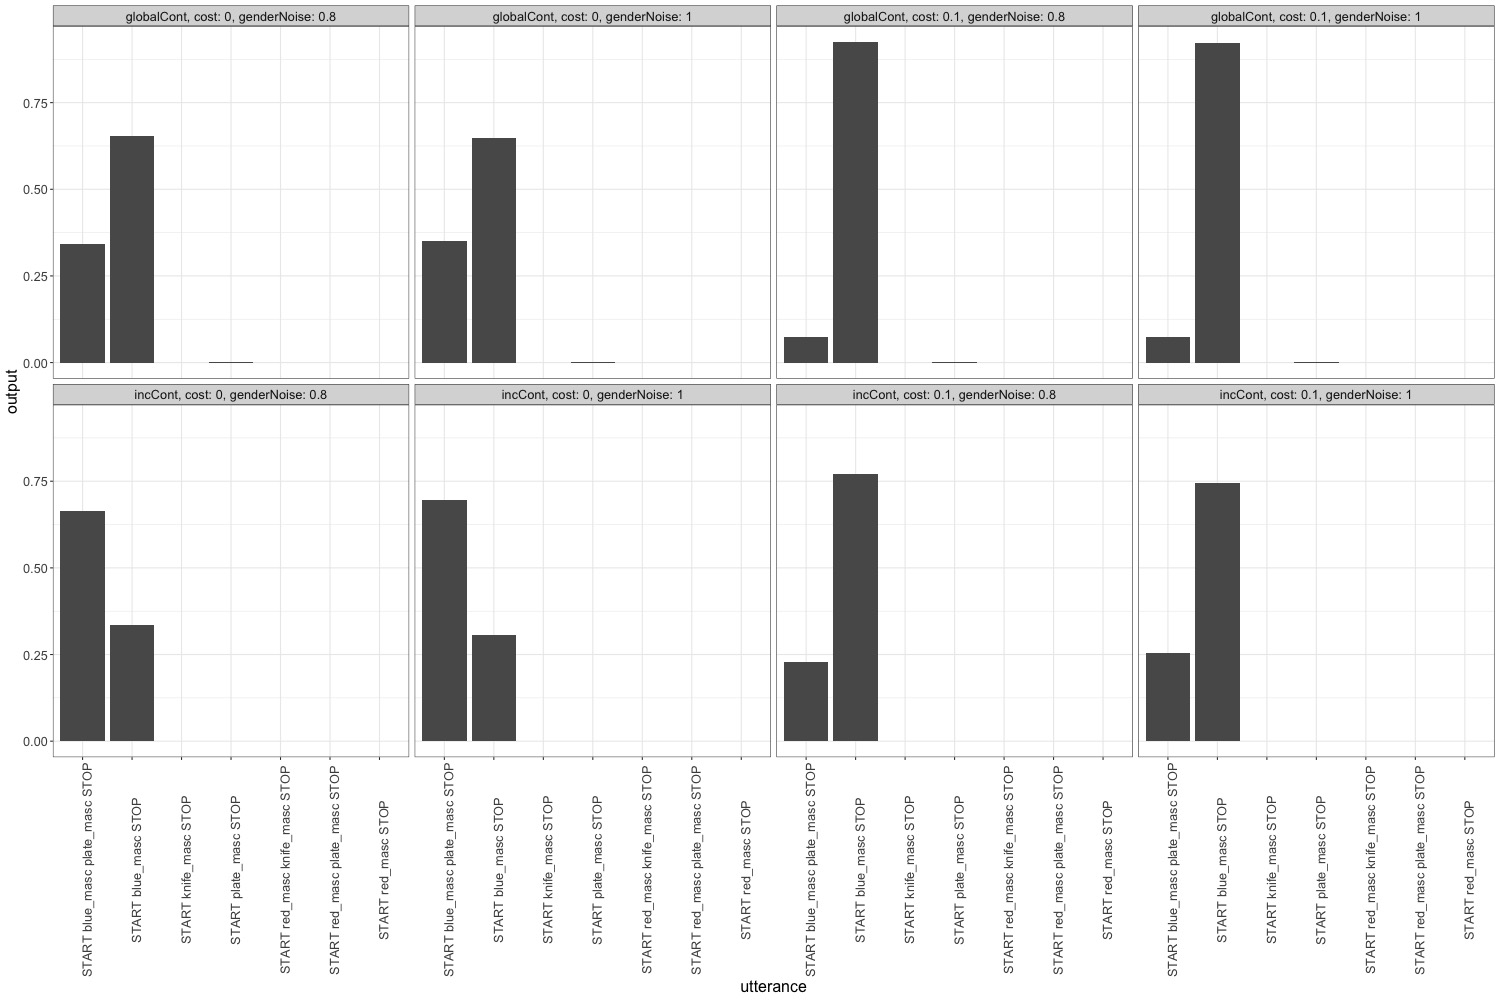 globalCont, cost: 0, genderNoise: 0.8
globalCont, cost: 0, genderNoise: 1
globalCont, cost: 0.1, genderNoise: 0.8
globalCont, cost: 0.1, genderNoise: 1
0.75
0.50
0.25
0.00
output
incCont, cost: 0, genderNoise: 0.8
incCont, cost: 0, genderNoise: 1
incCont, cost: 0.1, genderNoise: 0.8
incCont, cost: 0.1, genderNoise: 1
0.75
0.50
0.25
0.00
START blue_masc plate_masc STOP
START blue_masc STOP
START knife_masc STOP
START plate_masc STOP
START red_masc knife_masc STOP
START red_masc plate_masc STOP
START red_masc STOP
START blue_masc plate_masc STOP
START blue_masc STOP
START knife_masc STOP
START plate_masc STOP
START red_masc knife_masc STOP
START red_masc plate_masc STOP
START red_masc STOP
START blue_masc plate_masc STOP
START blue_masc STOP
START knife_masc STOP
START plate_masc STOP
START red_masc knife_masc STOP
START red_masc plate_masc STOP
START red_masc STOP
START blue_masc plate_masc STOP
START blue_masc STOP
START knife_masc STOP
START plate_masc STOP
START red_masc knife_masc STOP
START red_masc plate_masc STOP
START red_masc STOP
utterance